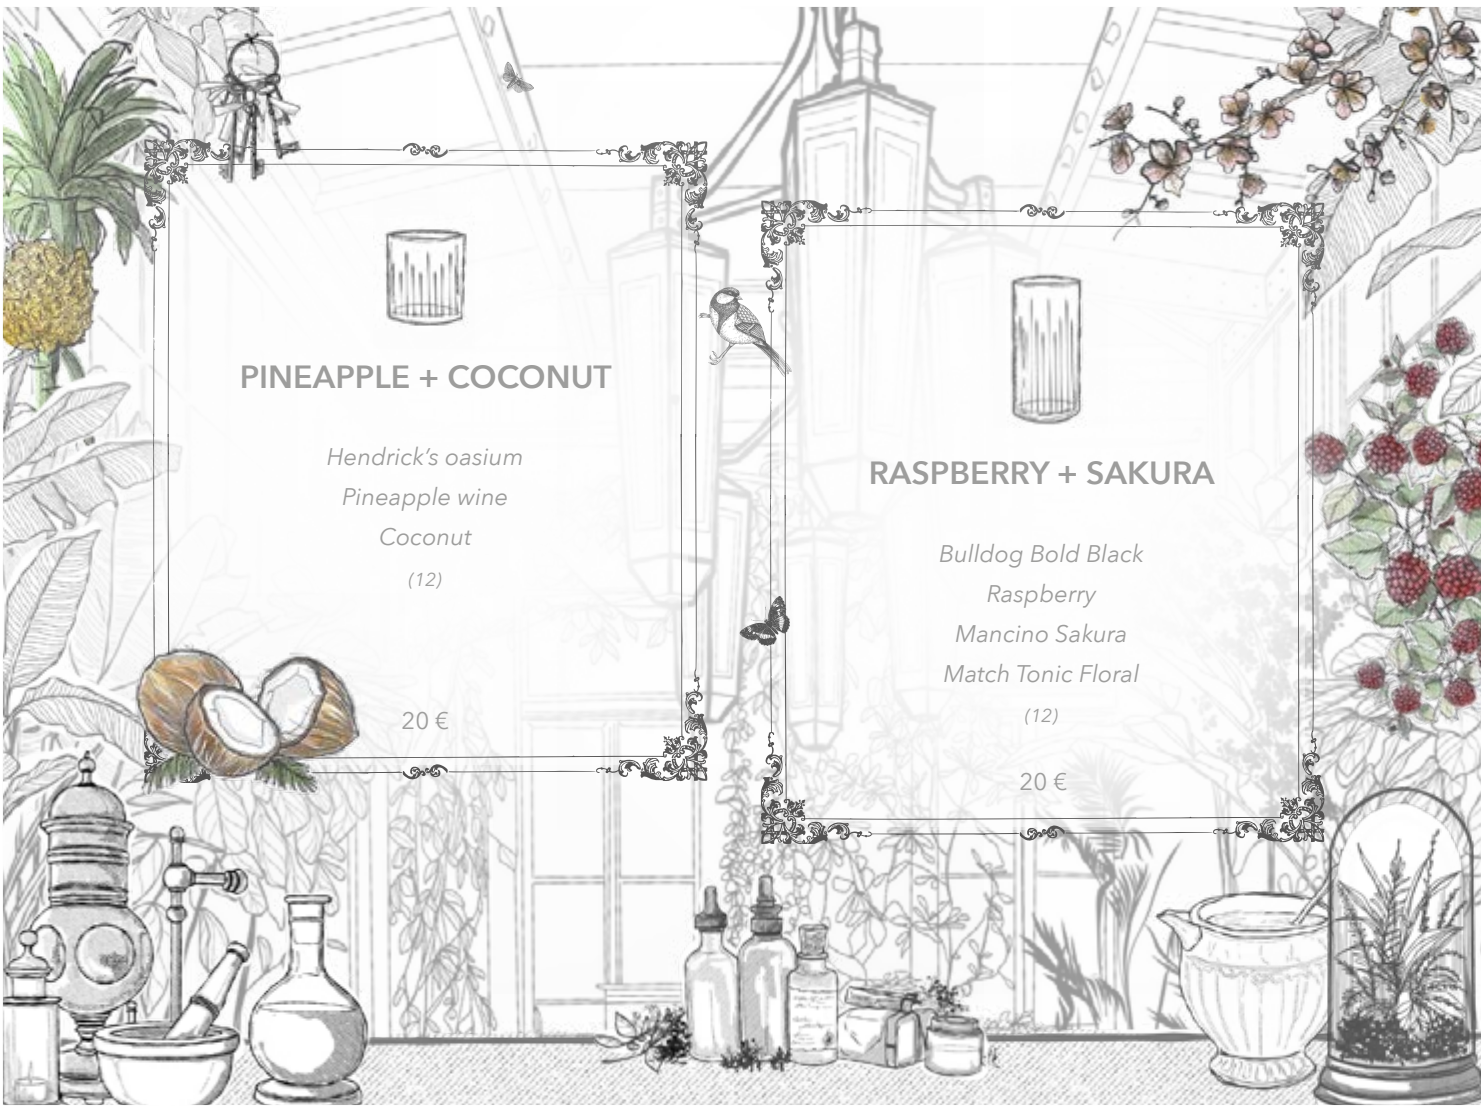 PINEAPPLE + COCONUT
Hendrick's oasium
Pineapple wine
Coconut
(12)
20 €
RASPBERRY + SAKURA
Bulldog Bold Black
Raspberry
Mancino Sakura
Match Tonic Floral
(12)
20 €